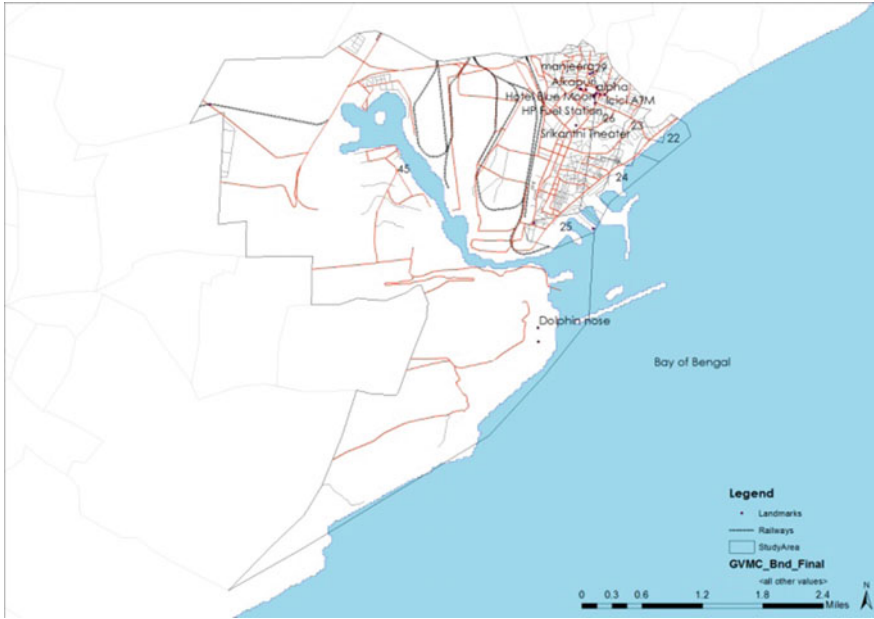 manjeera 29
Alkapuri
alpha
Hotel Blue Moon
Icici ATM
HP Fuel Station
26
23
Srikanthi Theater
22
45
24
25
Dolphin nose
Bay of Bengal
Legend
Landmarks
Railways
StudyArea
GVMC_Bnd_Final
<all other values>
N
0 0.3 0.6 1.2 1.8 2.4
Miles